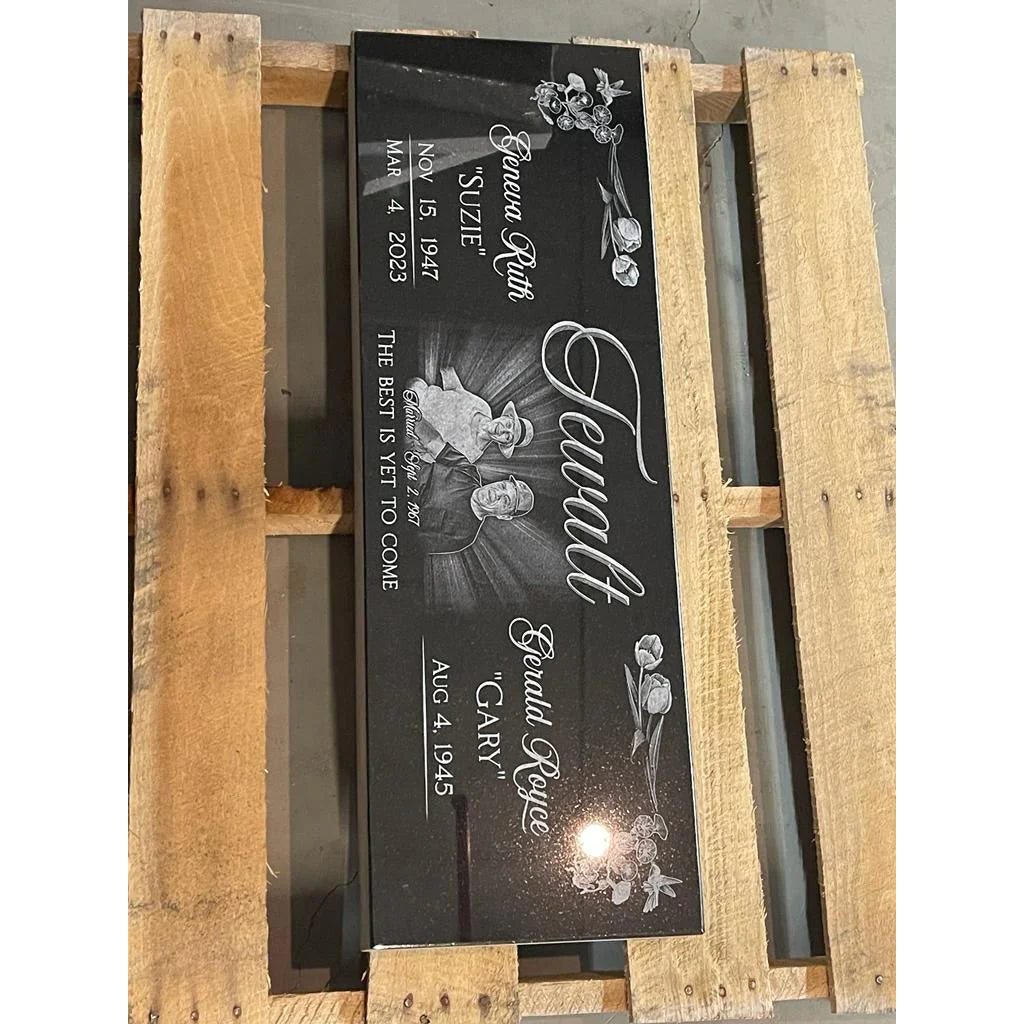 Tewalt
Geneva Ruth
"SUZIE"
NOV 15, 1947
MAR 4, 2023
Gerald Royce
"GARY"
AUG 4, 1945
Married Sept 2, 1967
THE BEST IS YET TO COME